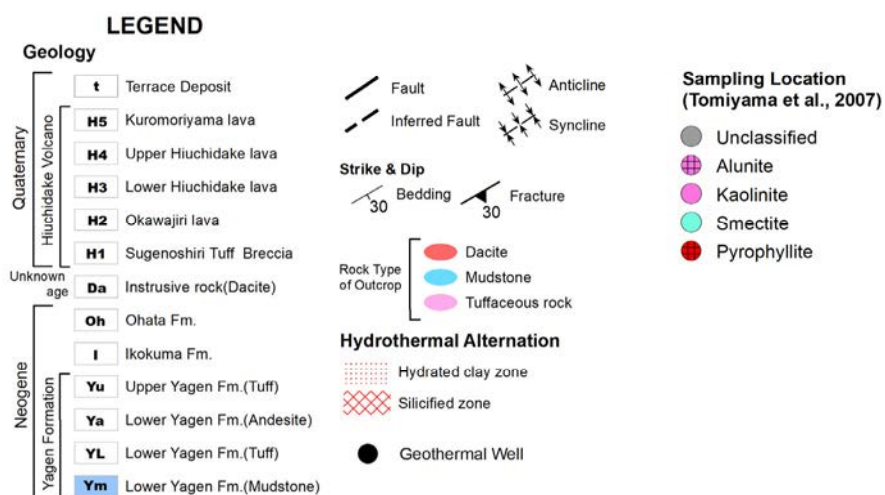 LEGEND
Geology
Quaternary
Hiuchidake Volcano
t Terrace Deposit
H5 Kuromoriyama lava
H4 Upper Hiuchidake lava
H3 Lower Hiuchidake lava
H2 Okawajiri lava
H1 Sugenoshiri Tuff Breccia
Unknown
age
Da Instrusive rock(Dacite)
Neogene
Oh Ohata Fm.
I Ikokuma Fm.
Yagen Formation
Yu Upper Yagen Fm.(Tuff)
Ya Lower Yagen Fm.(Andesite)
YL Lower Yagen Fm.(Tuff)
Ym Lower Yagen Fm.(Mudstone)
Fault
Inferred Fault
Anticline
Syncline
Strike & Dip
30 Bedding
30 Fracture
Rock Type
of Outcrop
Dacite
Mudstone
Tuffaceous rock
Hydrothermal Alternation
Hydrated clay zone
Silicified zone
Geothermal Well
Sampling Location
(Tomiyama et al., 2007)
Unclassified
Alunite
Kaolinite
Smectite
Pyrophyllite